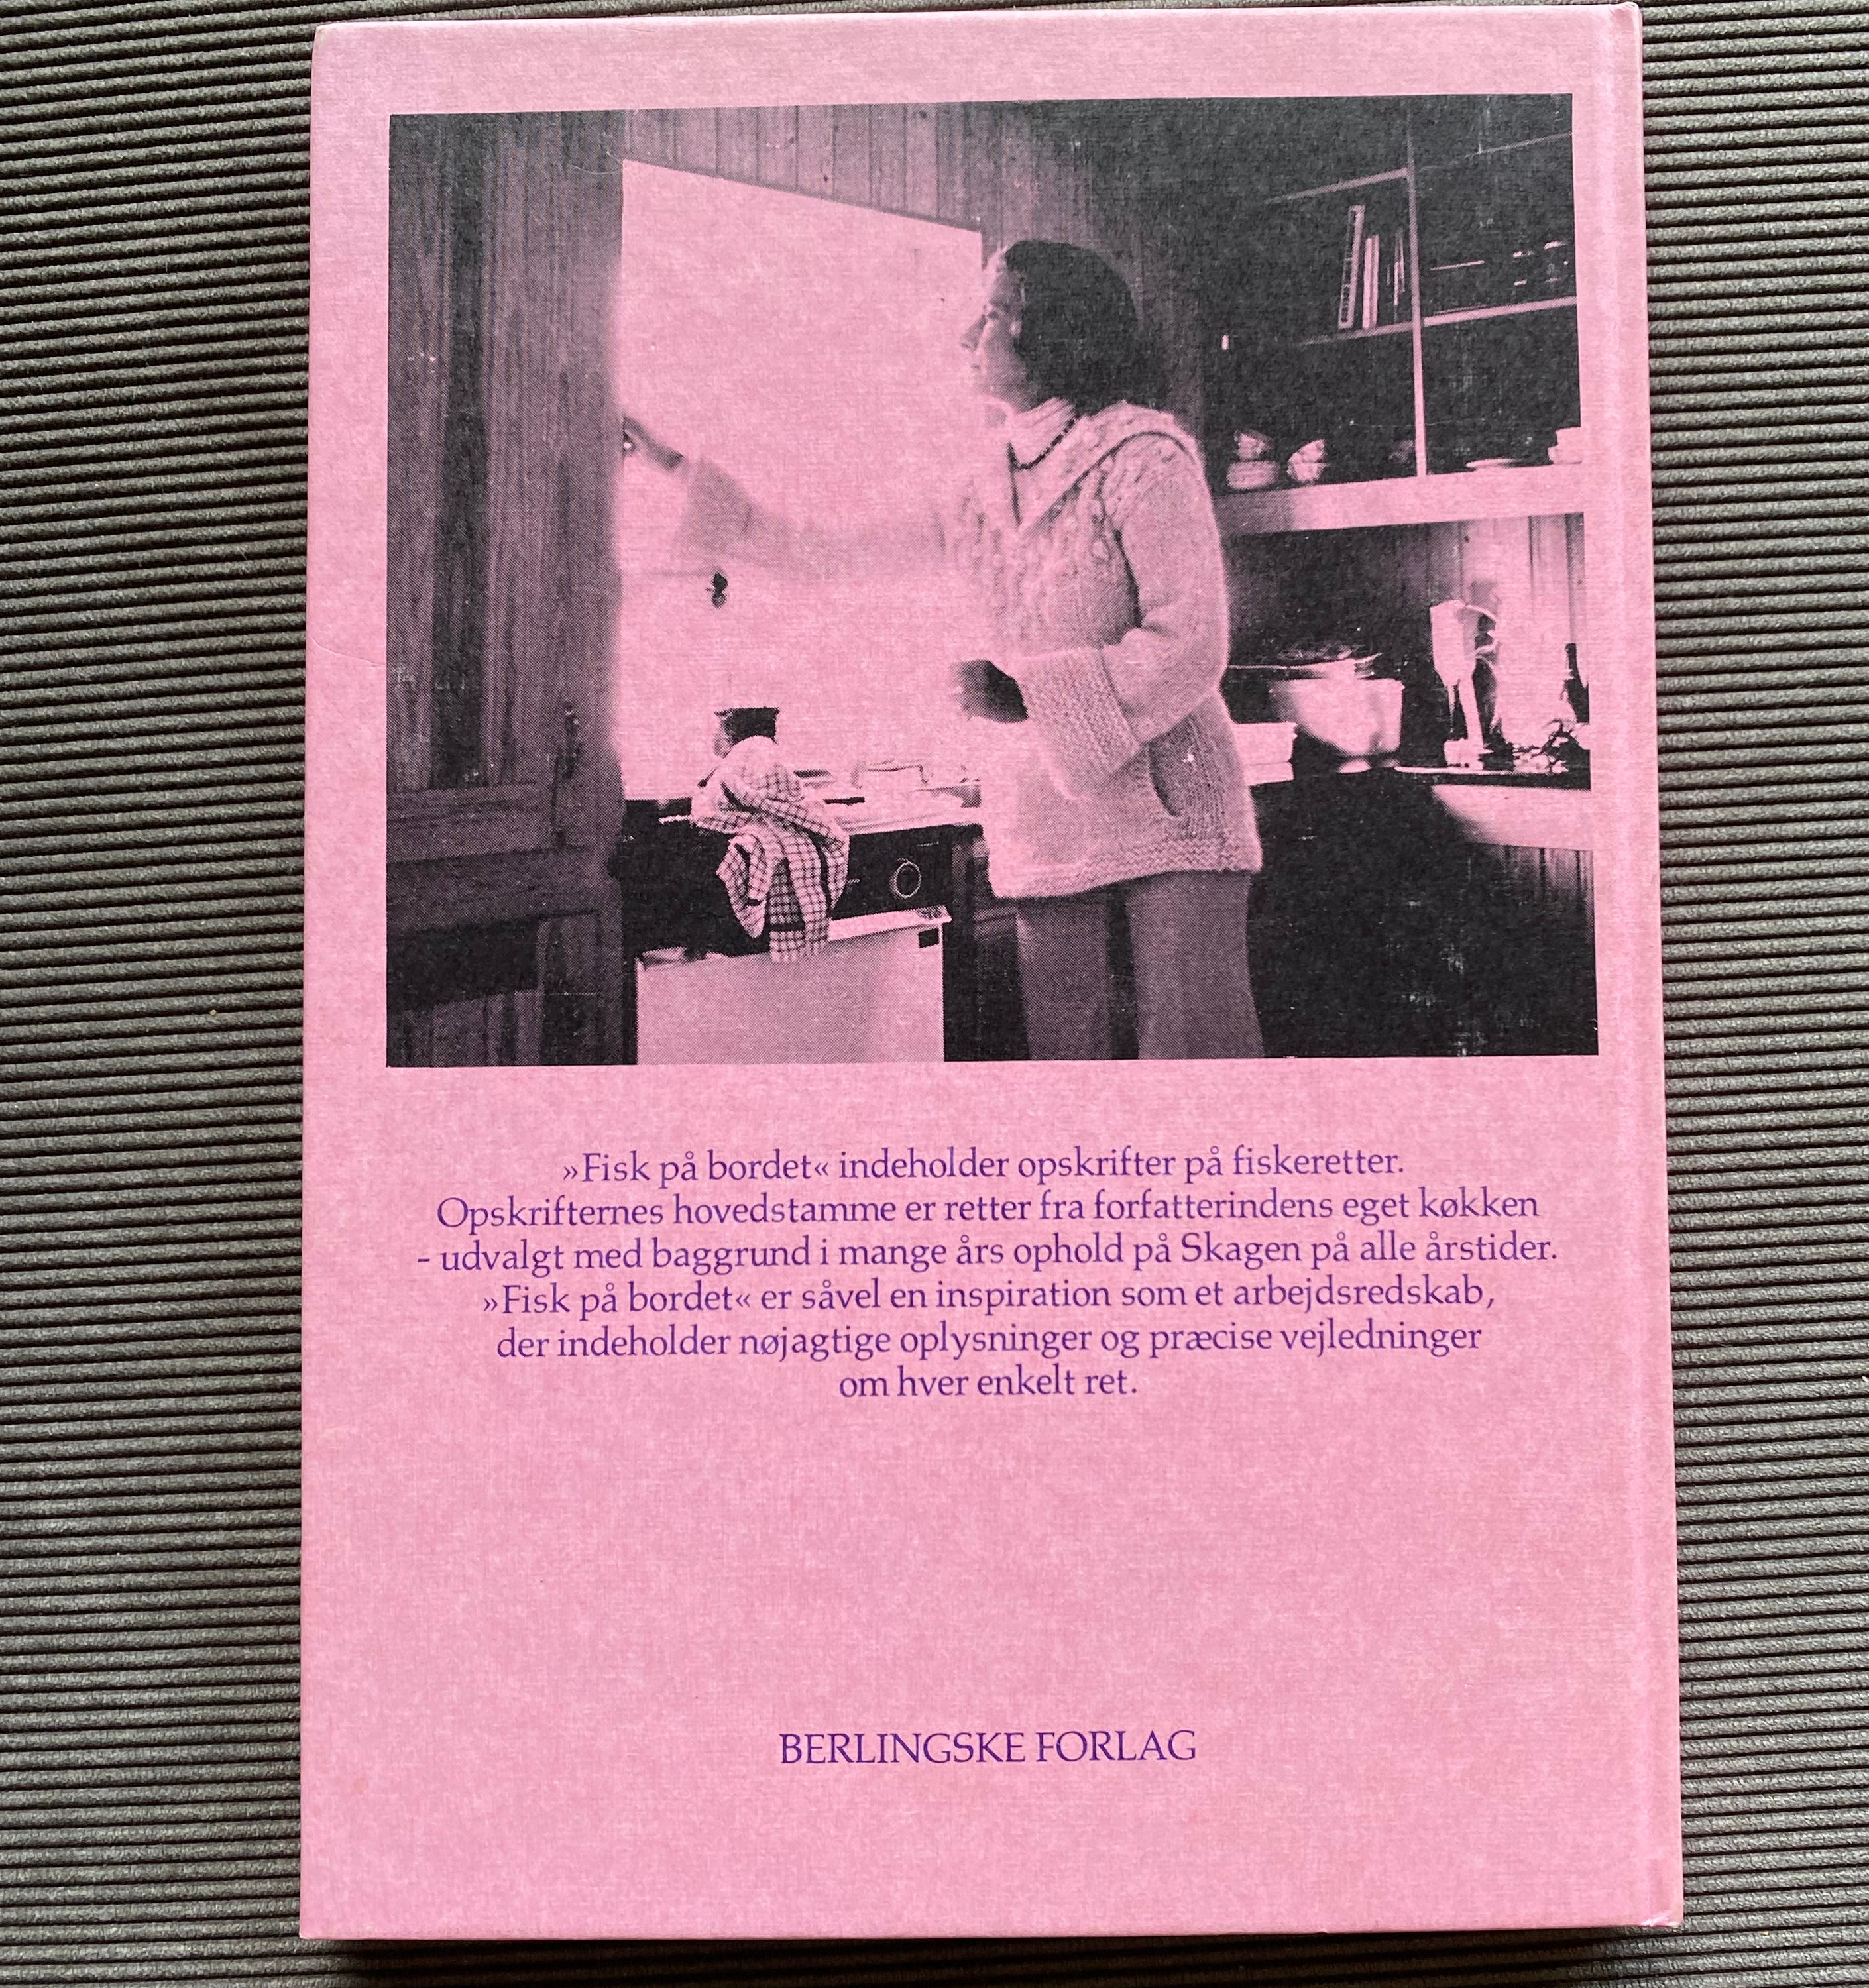 »Fisk på bordet« indeholder opskrifter på fiskeretter.
Opskrifternes hovedstamme er retter fra forfatterindens eget køkken
- udvalgt med baggrund i mange års ophold på Skagen på alle årstider.
»Fisk på bordet« er såvel en inspiration som et arbejdsredskab,
der indeholder nøjagtige oplysninger og præcise vejledninger
om hver enkelt ret.
BERLINGSKE FORLAG